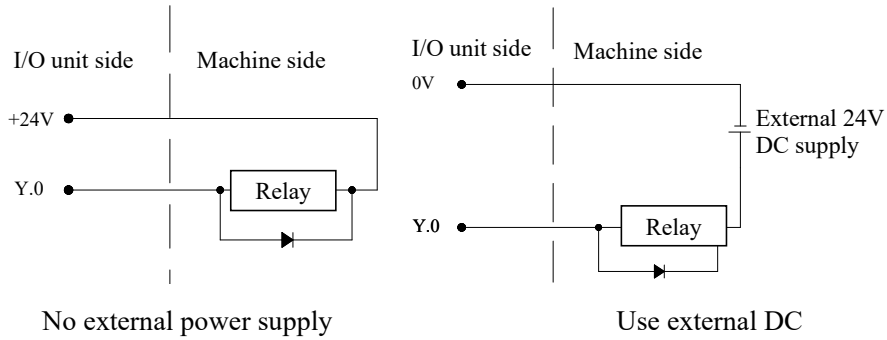 I/O unit side
Machine side
+24V
Y.0
Relay
No external power supply
I/O unit side
Machine side
0V
External 24V
DC supply
Y.0
Relay
Use external DC